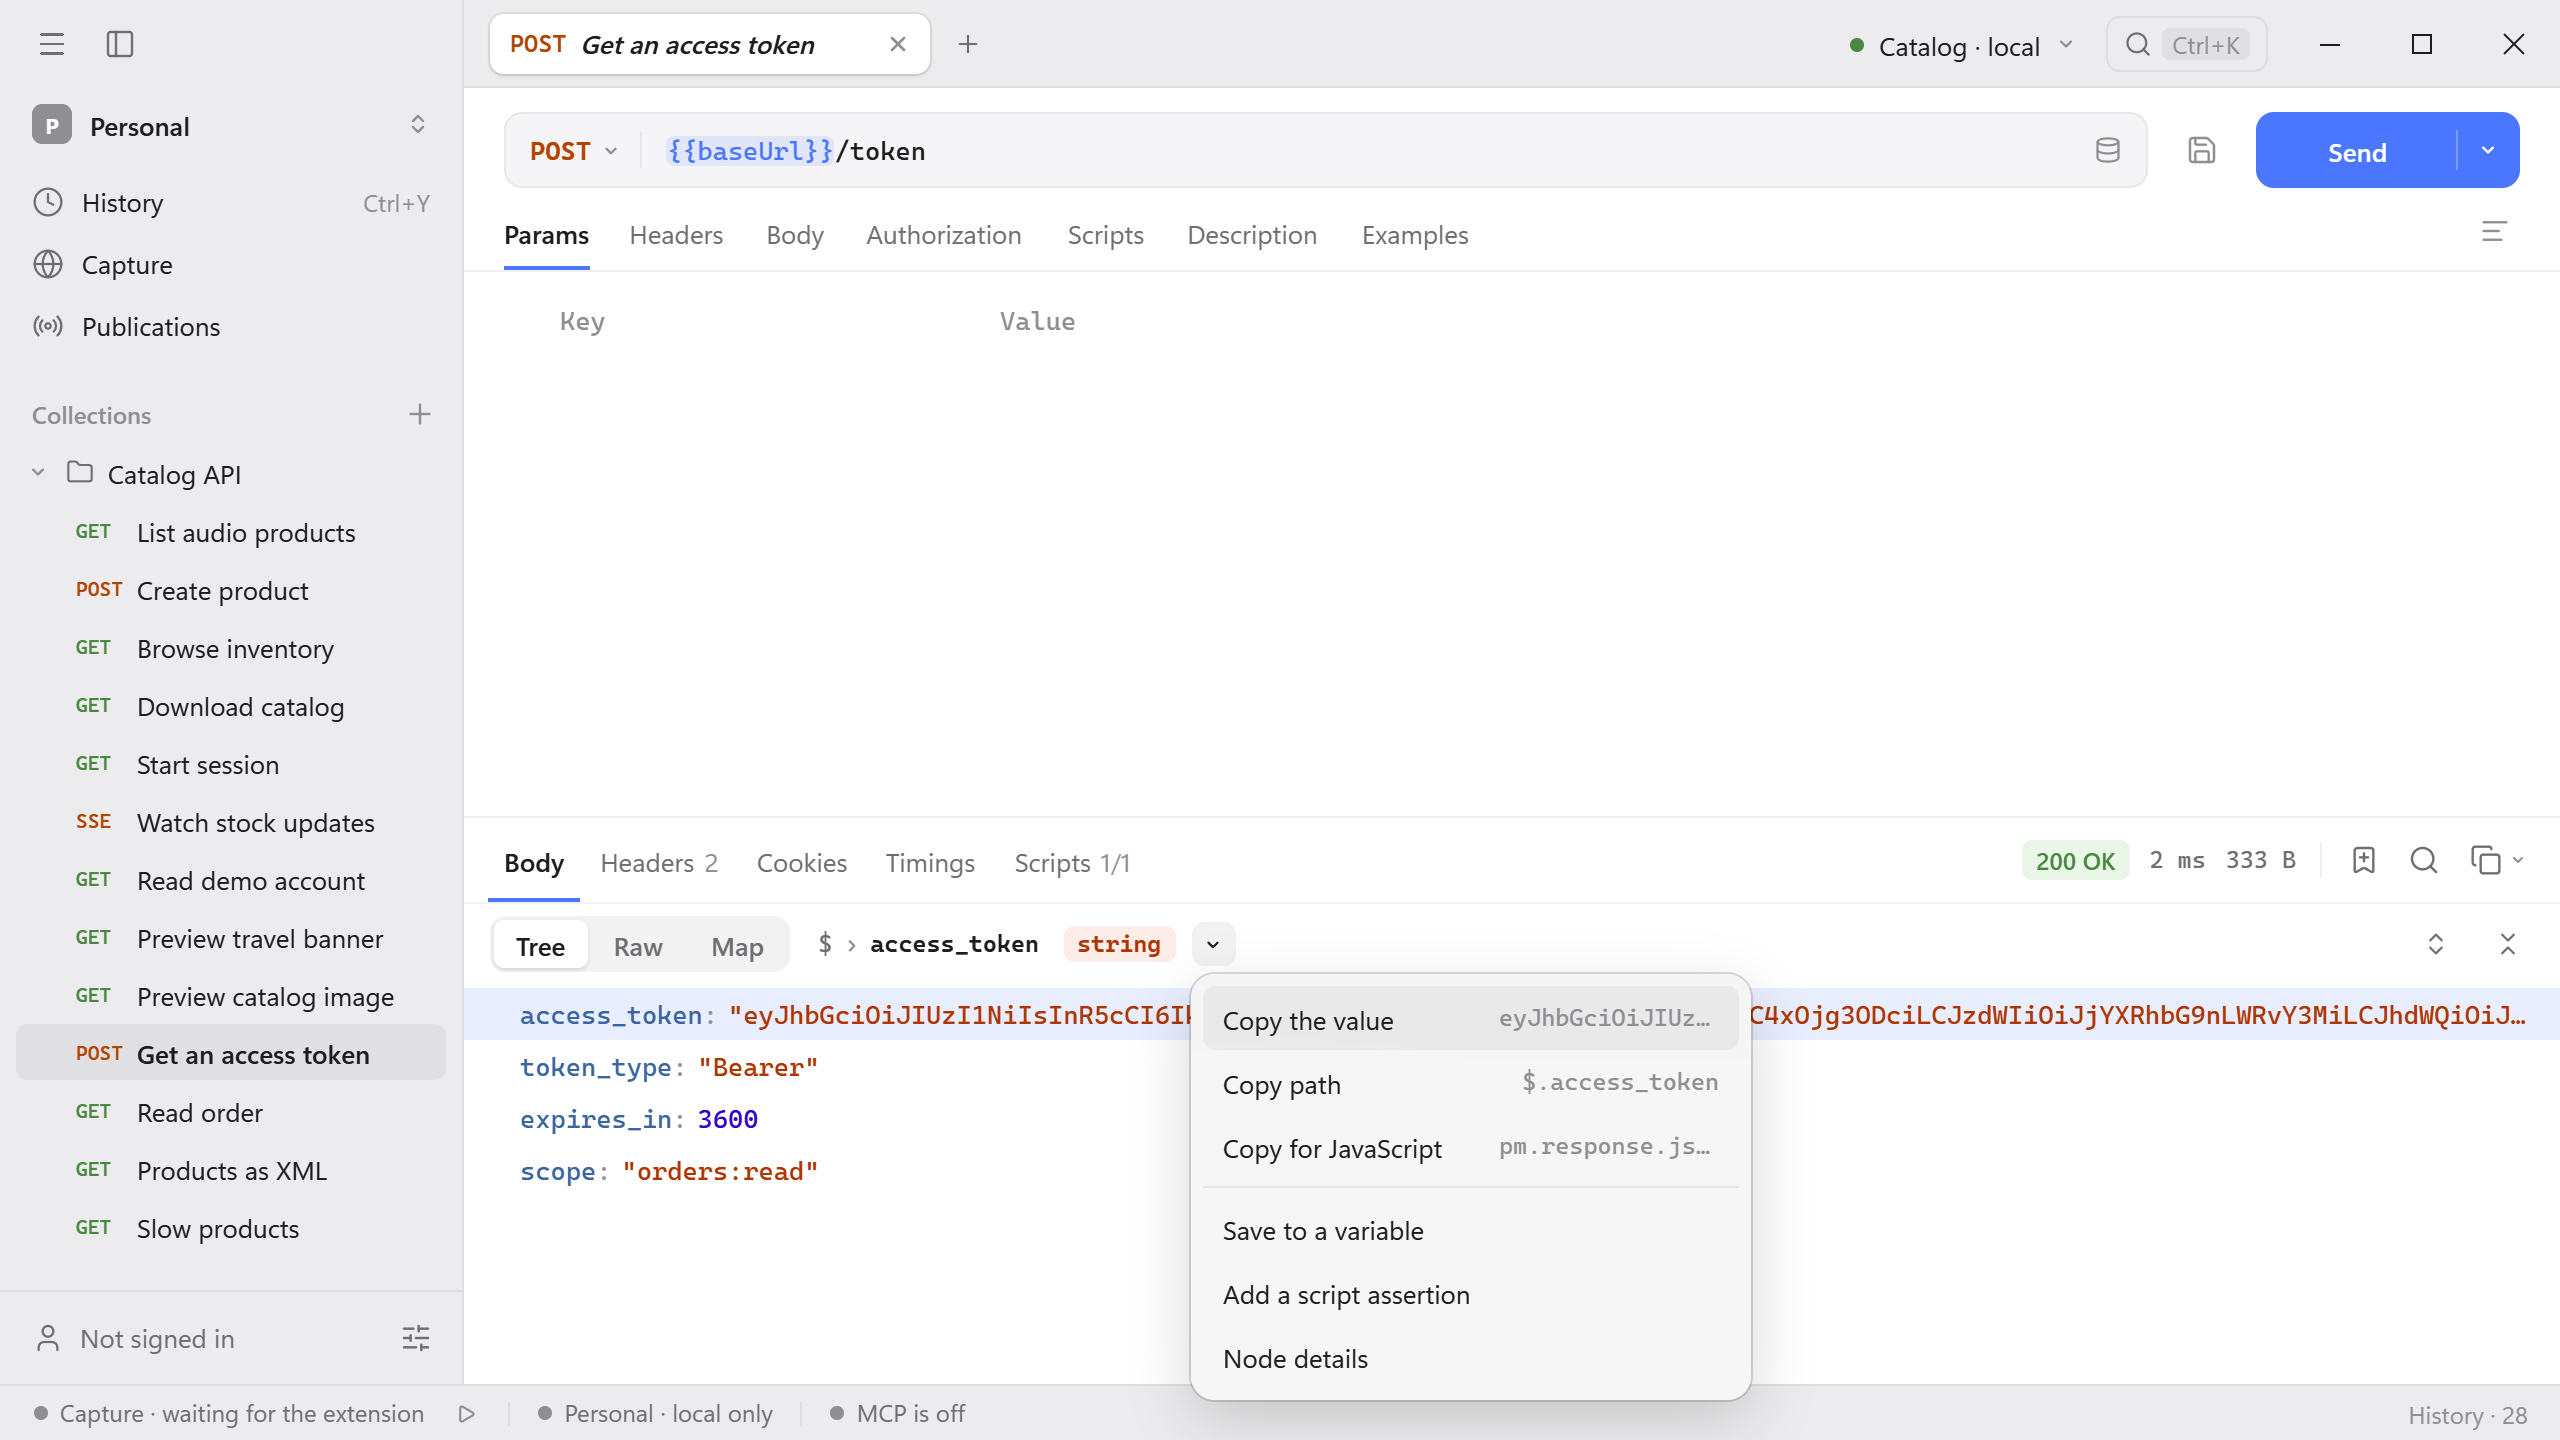 POST Get an access token
Catalog · local
Ctrl+K
P Personal
History Ctrl+Y
Capture
Publications
Collections
Catalog API
GET List audio products
POST Create product
GET Browse inventory
GET Download catalog
GET Start session
SSE Watch stock updates
GET Read demo account
GET Preview travel banner
GET Preview catalog image
POST Get an access token
GET Read order
GET Products as XML
GET Slow products
Not signed in
POST {{baseUrl}}/token
Send
Params Headers Body Authorization Scripts Description Examples
Key Value
Body Headers 2 Cookies Timings Scripts 1/1
200 OK 2 ms 333 B
Tree Raw Map $ › access_token string
access_token: "eyJhbGciOiJIUzI1NiIsInR5cCI6Ik C4xOjg3ODciLCJzdWIiOiJjYXRhbG9nLWRvY3MiLCJhdWQiOiJ…
token_type: "Bearer"
expires_in: 3600
scope: "orders:read"
Copy the value eyJhbGciOiJIUz…
Copy path $.access_token
Copy for JavaScript pm.response.js…
Save to a variable
Add a script assertion
Node details
Capture · waiting for the extension
Personal · local only
MCP is off
History · 28